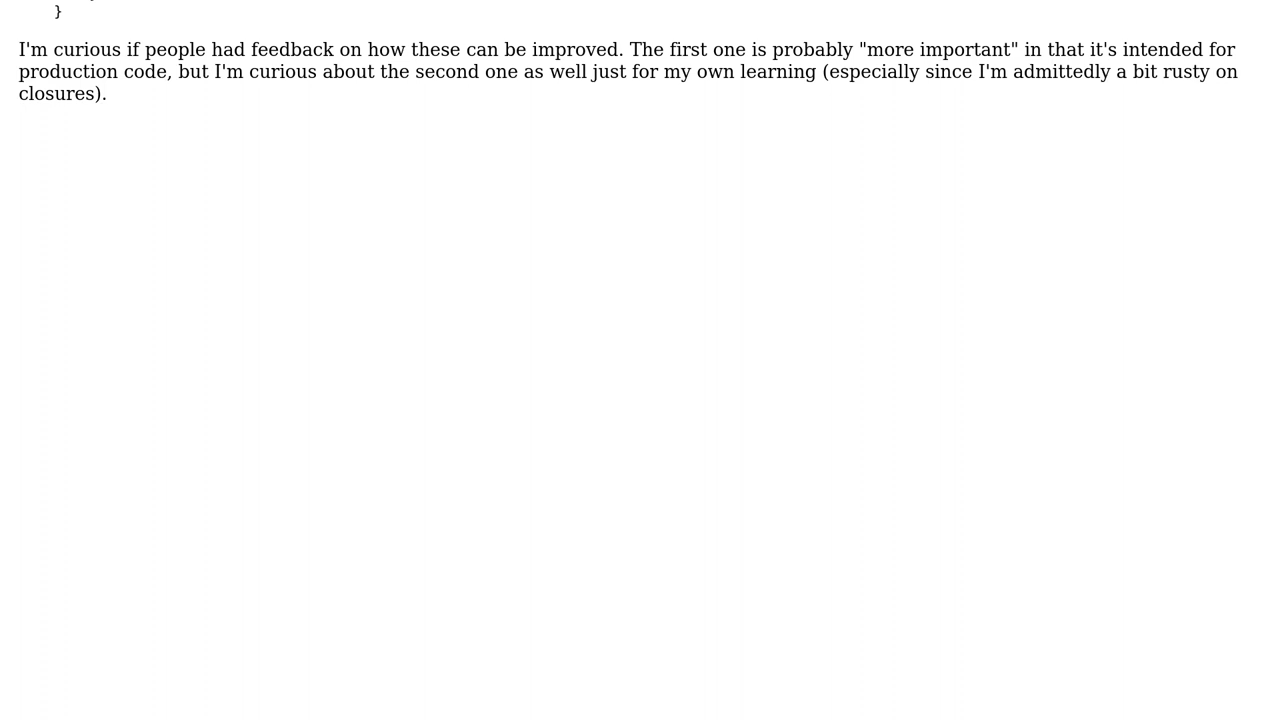 }
I'm curious if people had feedback on how these can be improved. The first one is probably "more important" in that it's intended for
production code, but I'm curious about the second one as well just for my own learning (especially since I'm admittedly a bit rusty on
closures).